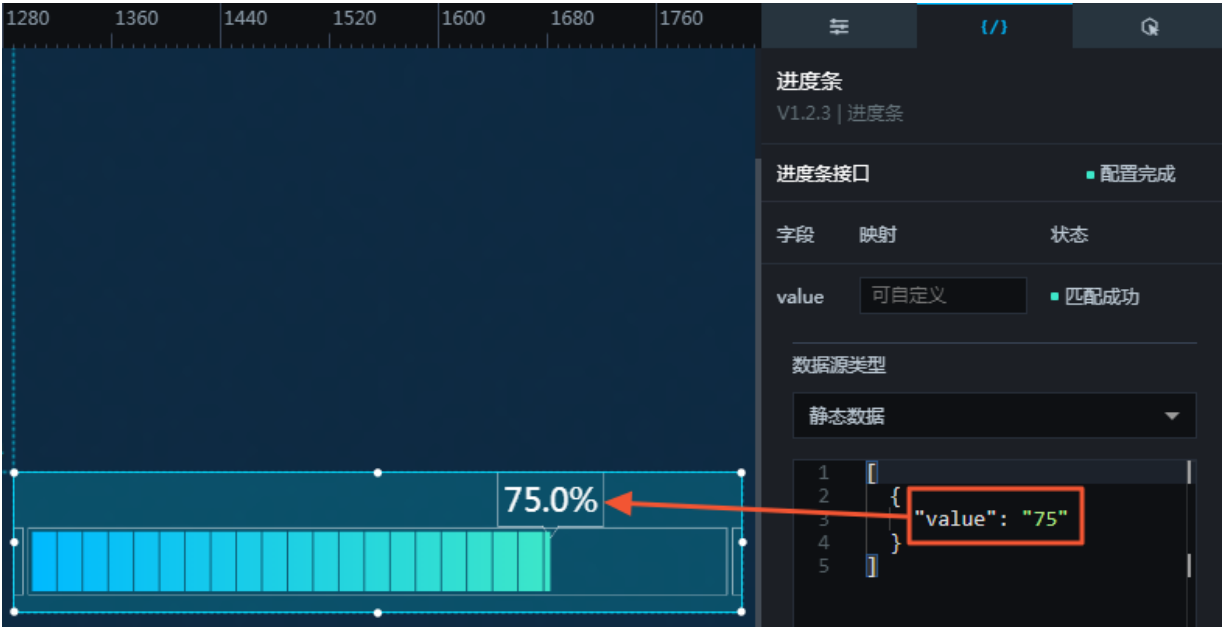 1280 1360 1440 1520 1600 1680 1760
{/}
进度条
V1.2.3 | 进度条
进度条接口 配置完成
字段 映射 状态
value 可自定义 匹配成功
数据源类型
静态数据
75.0%
1 [
2 {
3 "value": "75"
4 }
5 ]